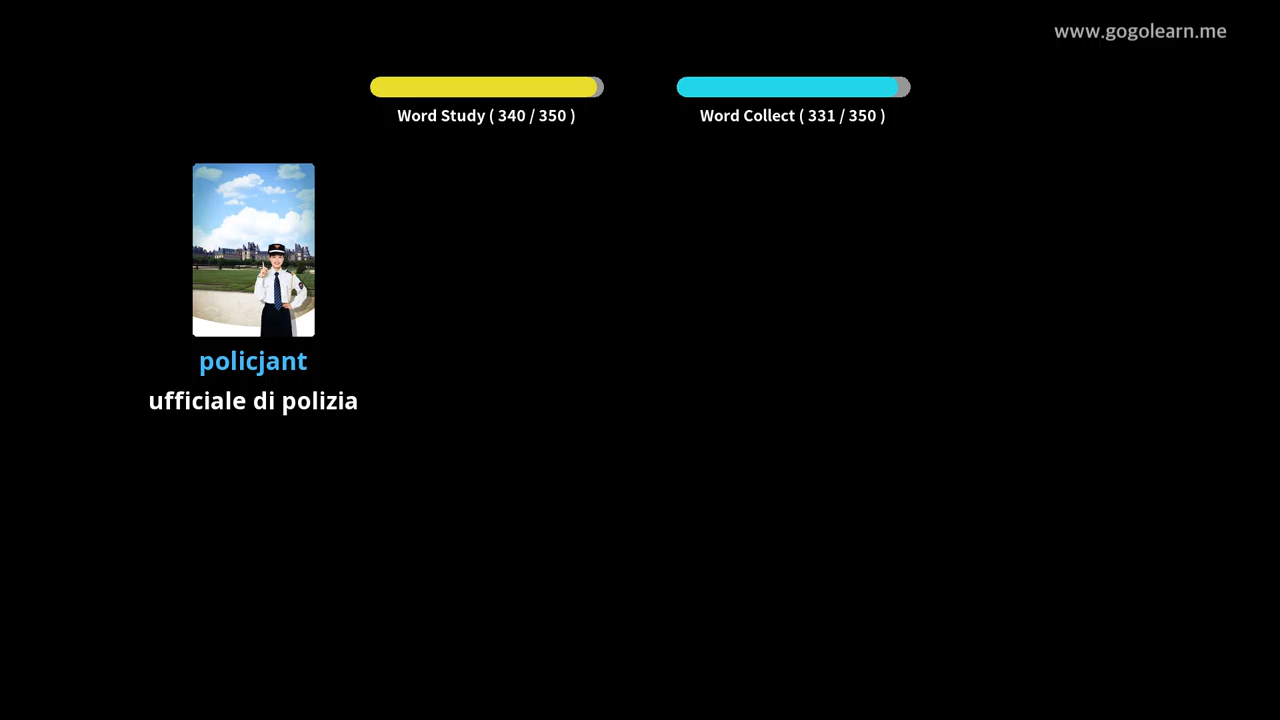 www.gogolearn.me
Word Study ( 340 / 350 )
Word Collect ( 331 / 350 )
policjant
ufficiale di polizia